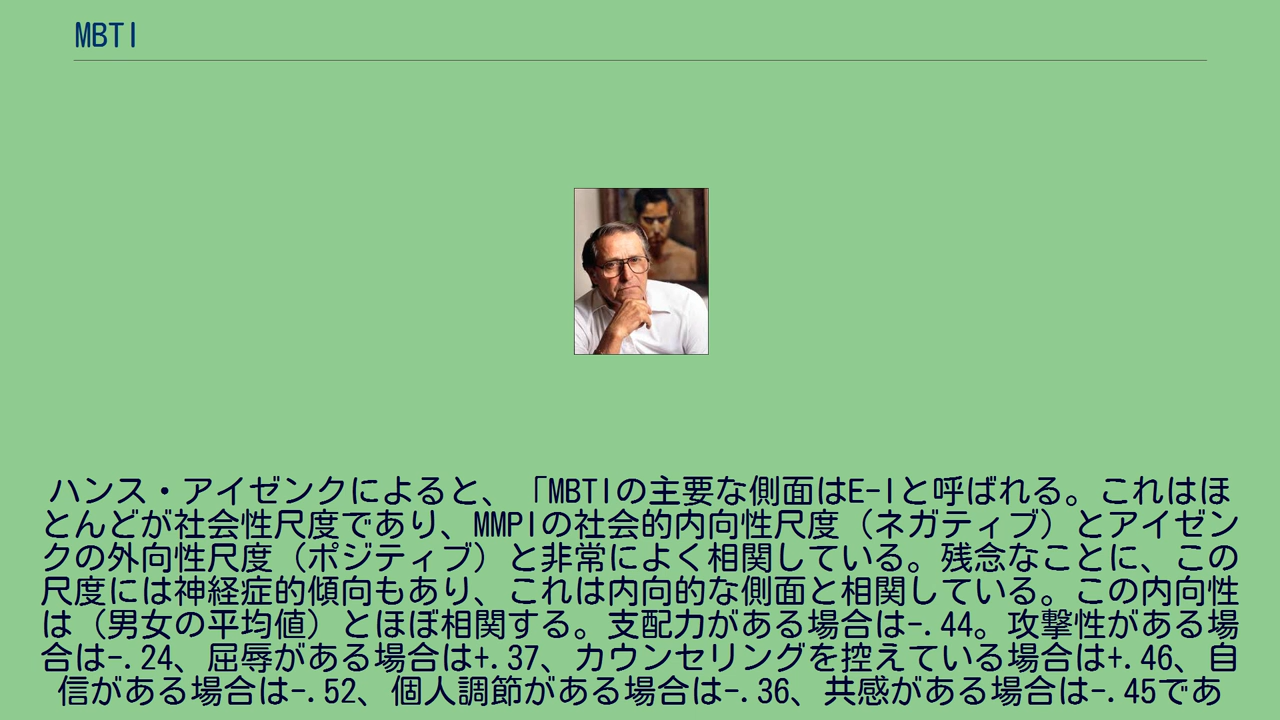 MBTI
ハンス・アイゼンクによると、「MBTIの主要な側面はE-Iと呼ばれる。これはほ
とんどが社会性尺度であり、MMPIの社会的内向性尺度（ネガティブ）とアイゼン
クの外向性尺度（ポジティブ）と非常によく相関している。残念なことに、この
尺度には神経症的傾向もあり、これは内向的な側面と相関している。この内向性
は（男女の平均値）とほぼ相関する。支配力がある場合は-.44。攻撃性がある場
合は-.24、屈辱がある場合は+.37、カウンセリングを控えている場合は+.46、自
信がある場合は-.52、個人調節がある場合は-.36、共感がある場合は-.45であ